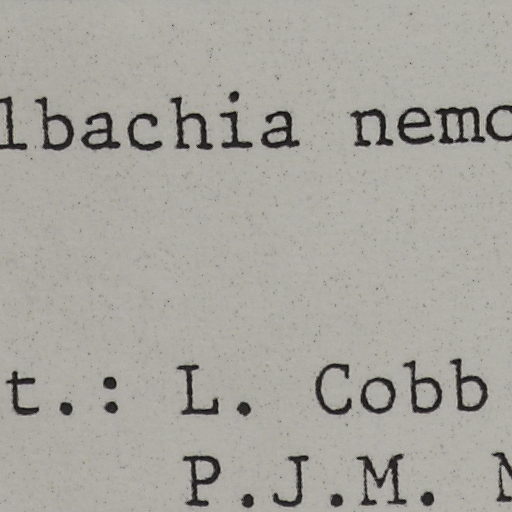 lbachia nemo
t.: L. Cobb
P.J.M. N